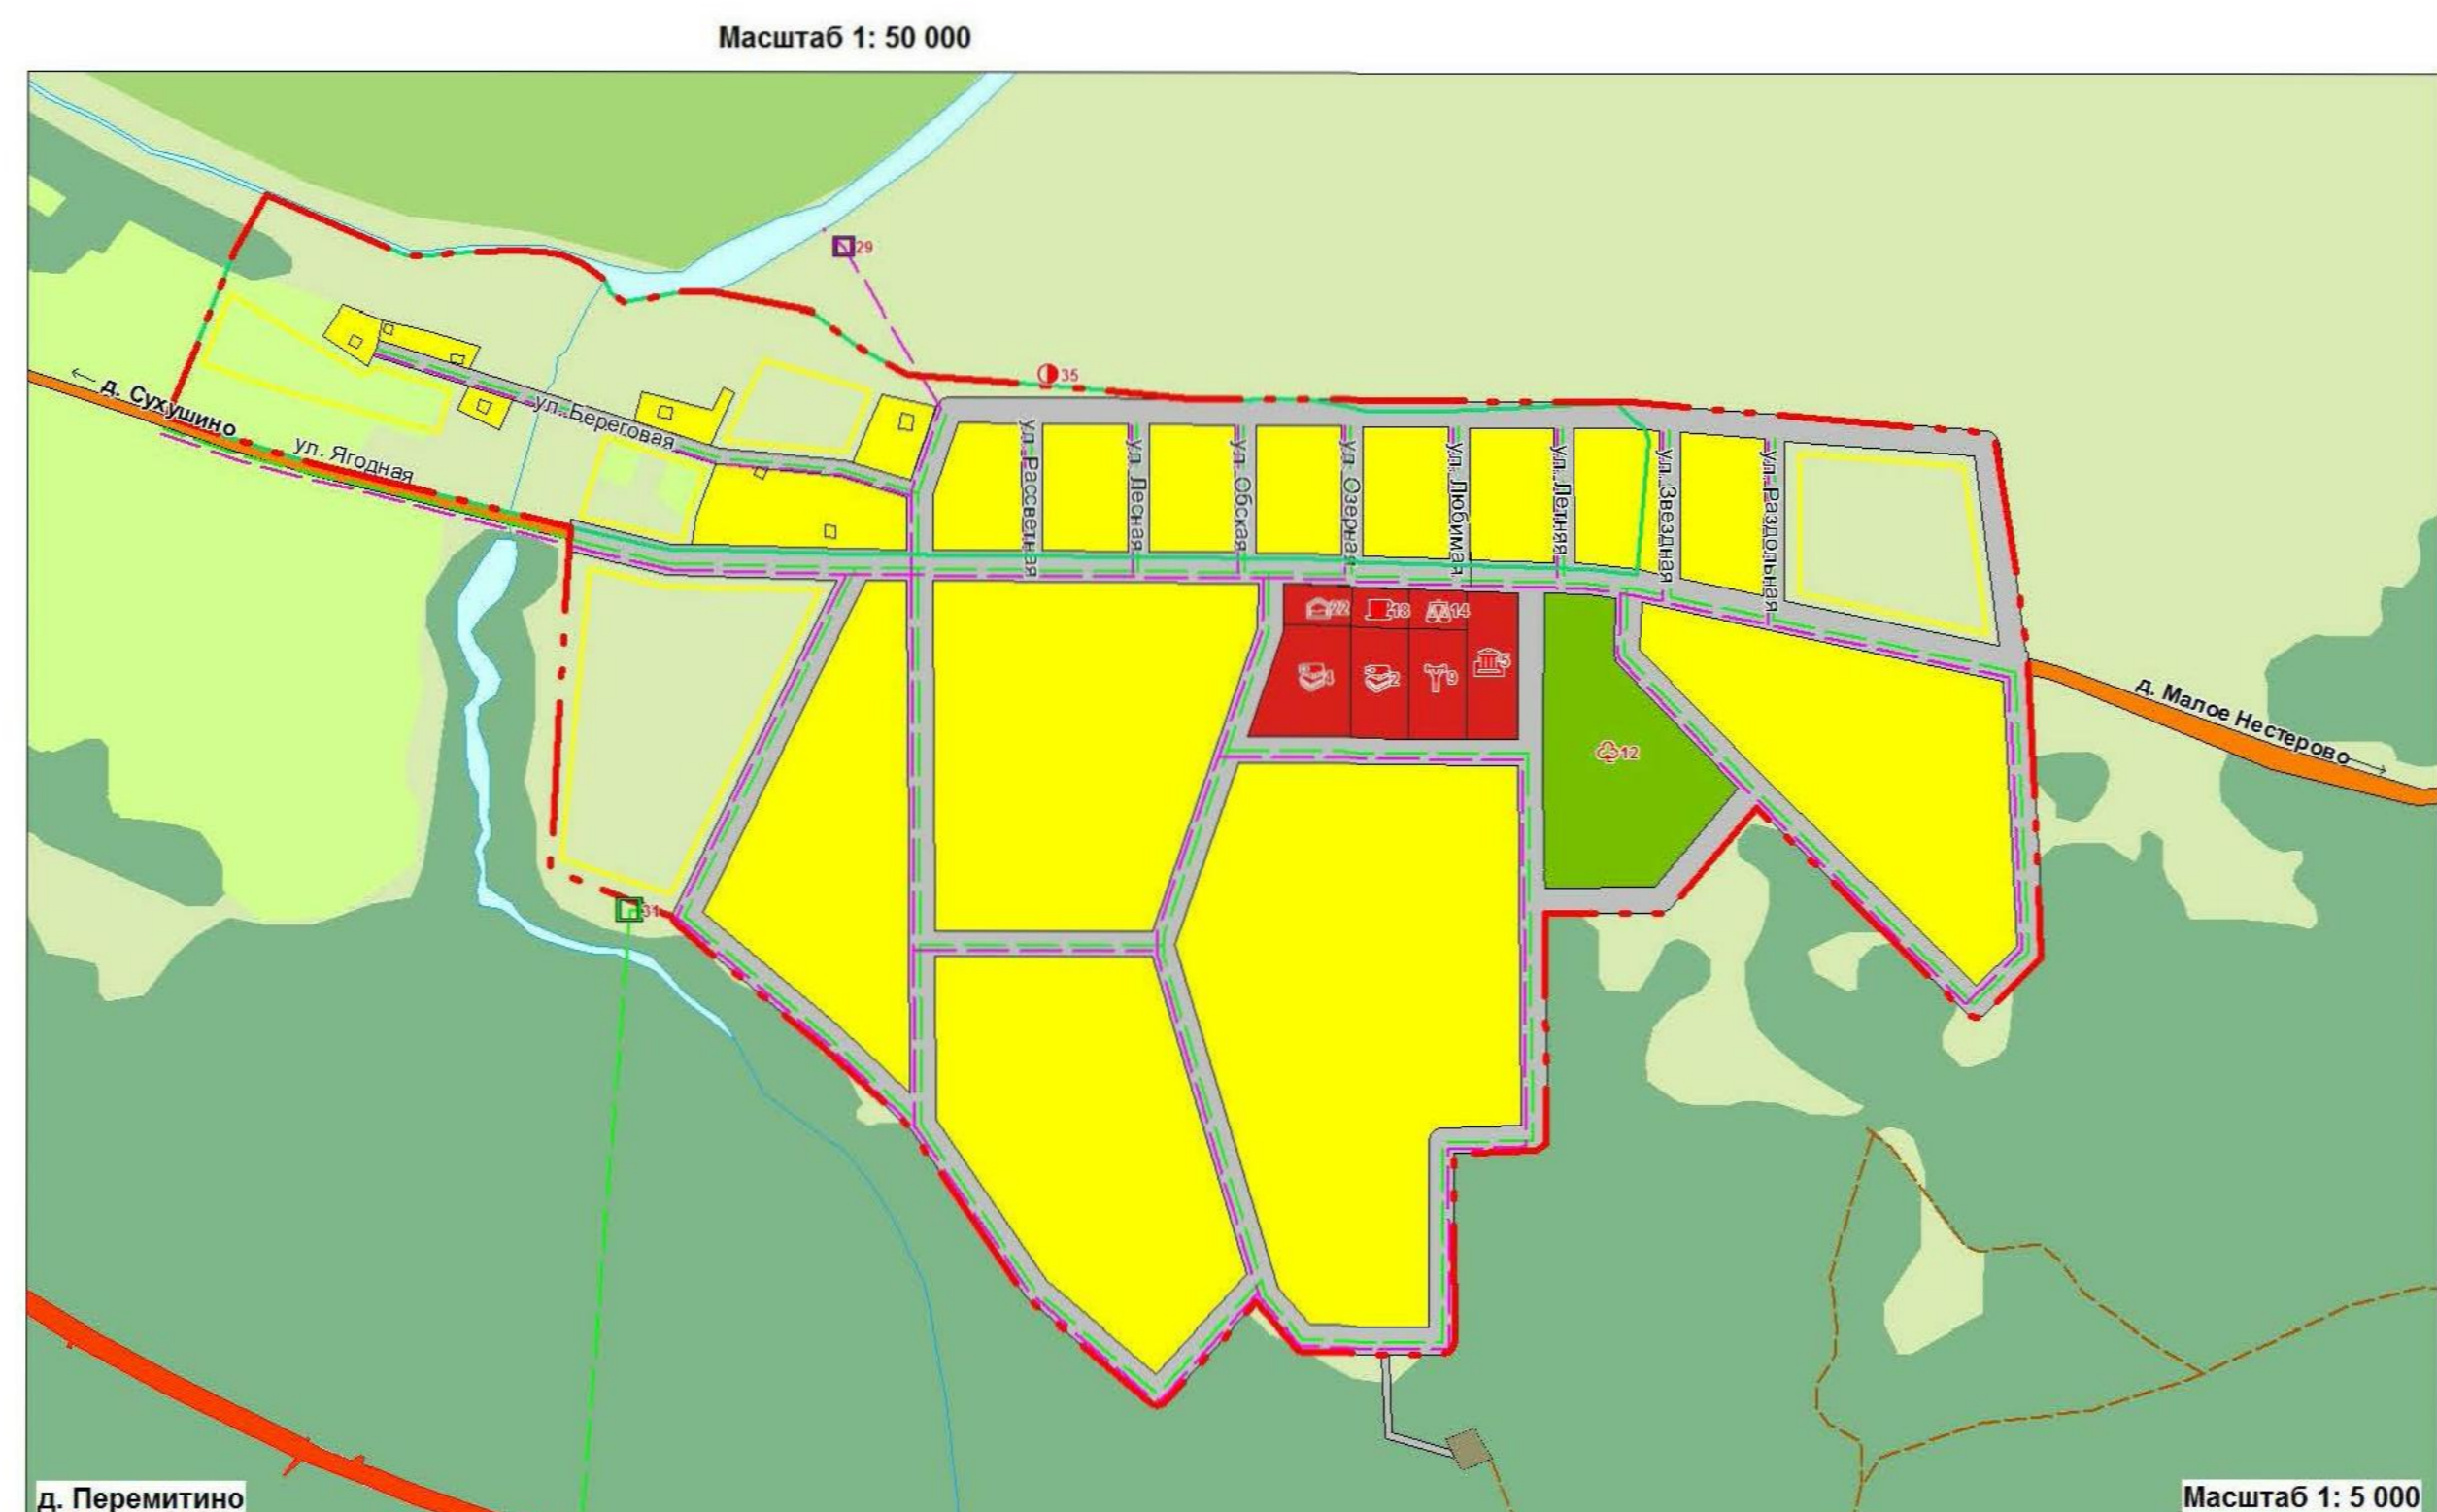 Масштаб 1: 50 000
29
35
д. Сухушино
ул. Ягодная
ул. Береговая
ул. Рассветная
ул. Лесная
ул. Обская
ул. Озерная
ул. Любимая
ул. Летняя
ул. Звездная
ул. Раздольная
22
18
14
4
2
9
5
12
д. Малое Нестерово
31
д. Перемитино
Масштаб 1: 5 000